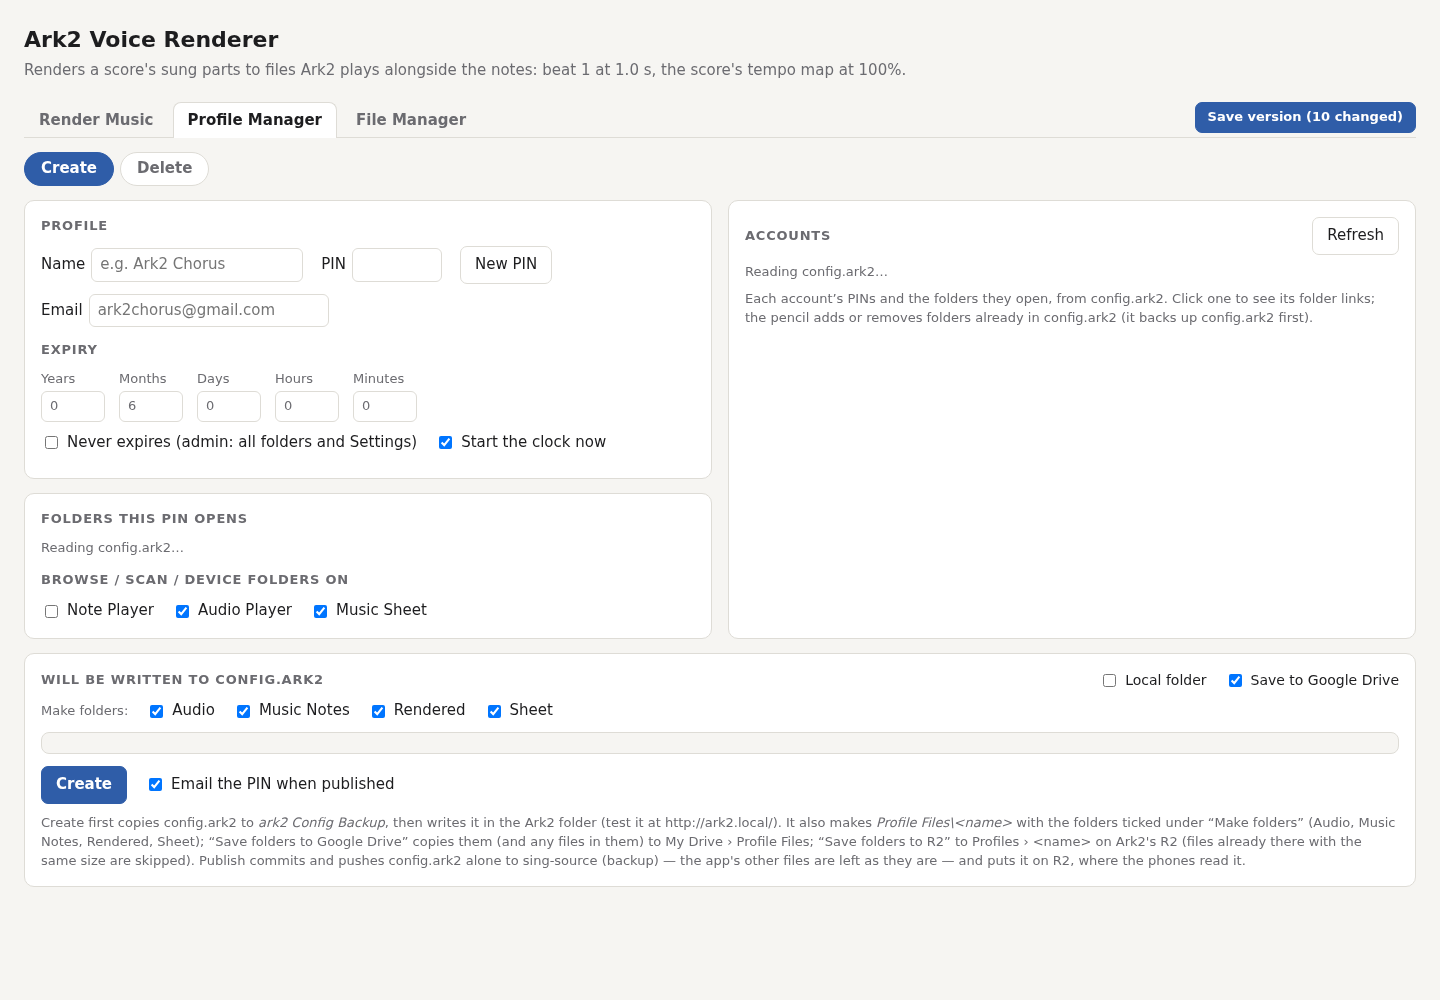 Ark2 Voice Renderer
Renders a score's sung parts to files Ark2 plays alongside the notes: beat 1 at 1.0 s, the score's tempo map at 100%.
Render Music
Profile Manager
File Manager
Save version (10 changed)
Create
Delete
PROFILE
Name e.g. Ark2 Chorus PIN New PIN
Email ark2chorus@gmail.com
EXPIRY
Years Months Days Hours Minutes
0 6 0 0 0
Never expires (admin: all folders and Settings) Start the clock now
ACCOUNTS
Refresh
Reading config.ark2…
Each account’s PINs and the folders they open, from config.ark2. Click one to see its folder links;
the pencil adds or removes folders already in config.ark2 (it backs up config.ark2 first).
FOLDERS THIS PIN OPENS
Reading config.ark2…
BROWSE / SCAN / DEVICE FOLDERS ON
Note Player Audio Player Music Sheet
WILL BE WRITTEN TO CONFIG.ARK2
Local folder Save to Google Drive
Make folders: Audio Music Notes Rendered Sheet
Create Email the PIN when published
Create first copies config.ark2 to ark2 Config Backup, then writes it in the Ark2 folder (test it at http://ark2.local/). It also makes Profile Files\<name> with the folders ticked under “Make folders” (Audio, Music
Notes, Rendered, Sheet); “Save folders to Google Drive” copies them (and any files in them) to My Drive › Profile Files; “Save folders to R2” to Profiles › <name> on Ark2's R2 (files already there with the
same size are skipped). Publish commits and pushes config.ark2 alone to sing-source (backup) — the app's other files are left as they are — and puts it on R2, where the phones read it.